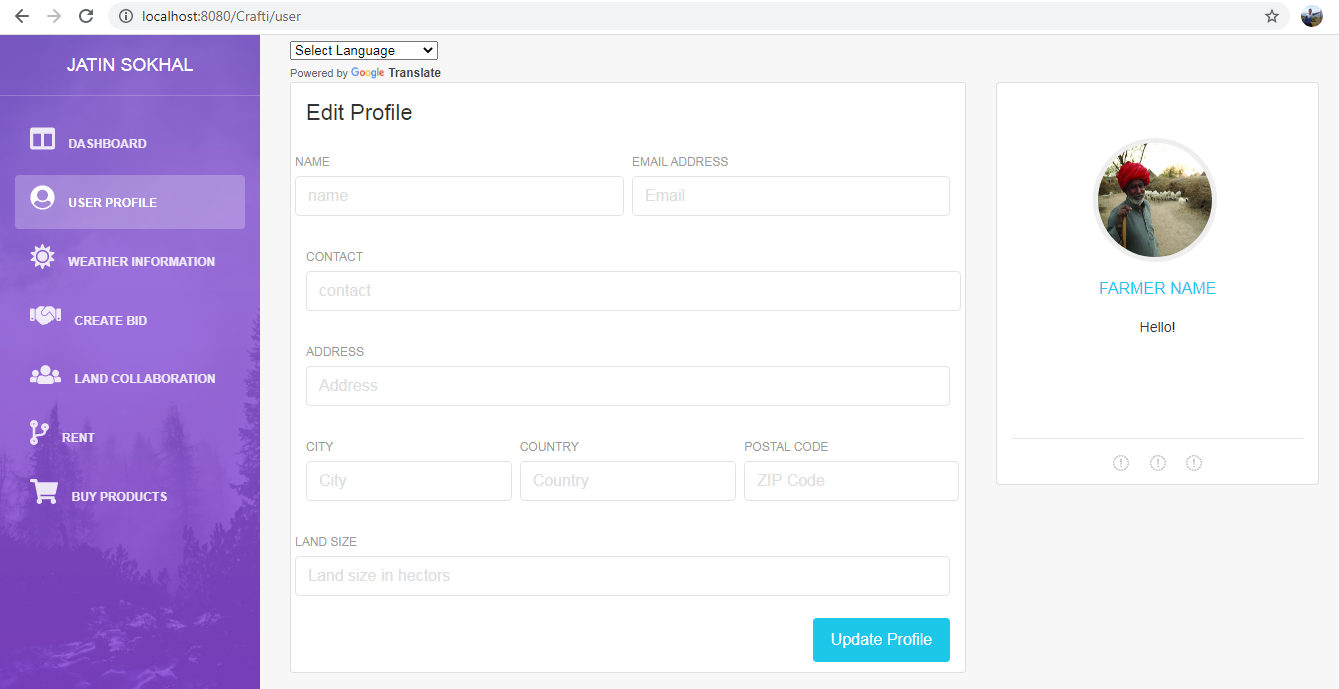 localhost:8080/Crafti/user
JATIN SOKHAL
DASHBOARD
USER PROFILE
WEATHER INFORMATION
CREATE BID
LAND COLLABORATION
RENT
BUY PRODUCTS
Select Language
Powered by Google Translate
Edit Profile
NAME EMAIL ADDRESS
name Email
CONTACT
contact
ADDRESS
Address
CITY COUNTRY POSTAL CODE
City Country ZIP Code
LAND SIZE
Land size in hectors
Update Profile
FARMER NAME
Hello!